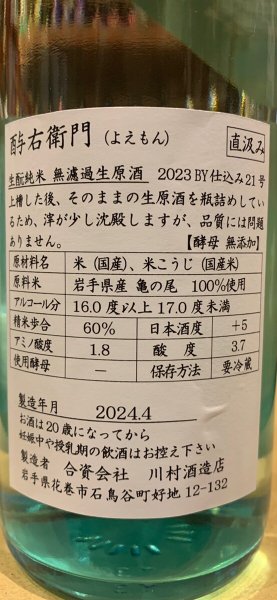 酉与右衛門 (よえもん) 直汲み
生酛純米 無濾過生原酒 2023BY仕込み21号
上槽した後、そのままの生原酒を瓶詰めしてい
るため、滓が少し沈殿しますが、品質には問題
ありません。 【酵母 無添加】
原材料名 米(国産)、米こうじ(国産米)
原料米 岩手県産 亀の尾 100%使用
アルコール分 16.0度以上17.0度未満
精米歩合 60% 日本酒度 +5
アミノ酸度 1.8 酸度 3.7
使用酵母 － 保存方法 要冷蔵
製造年月 2024.4
お酒は20歳になってから
妊娠中や授乳期の飲酒はお控え下さい
製造者 合資会社 川村酒造店
岩手県花巻市石鳥谷町好地12-132